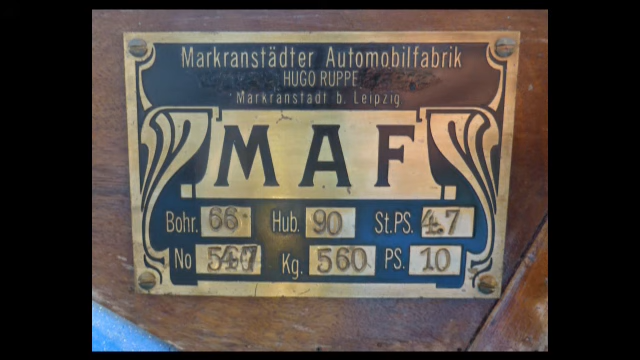 Markranstädter Automobilfabrik
HUGO RUPPE
Markranstadt b. Leipzig
MAF
Bohr. 66 Hub. 90 St.PS. 4.7
No 547 Kg. 560 PS. 10